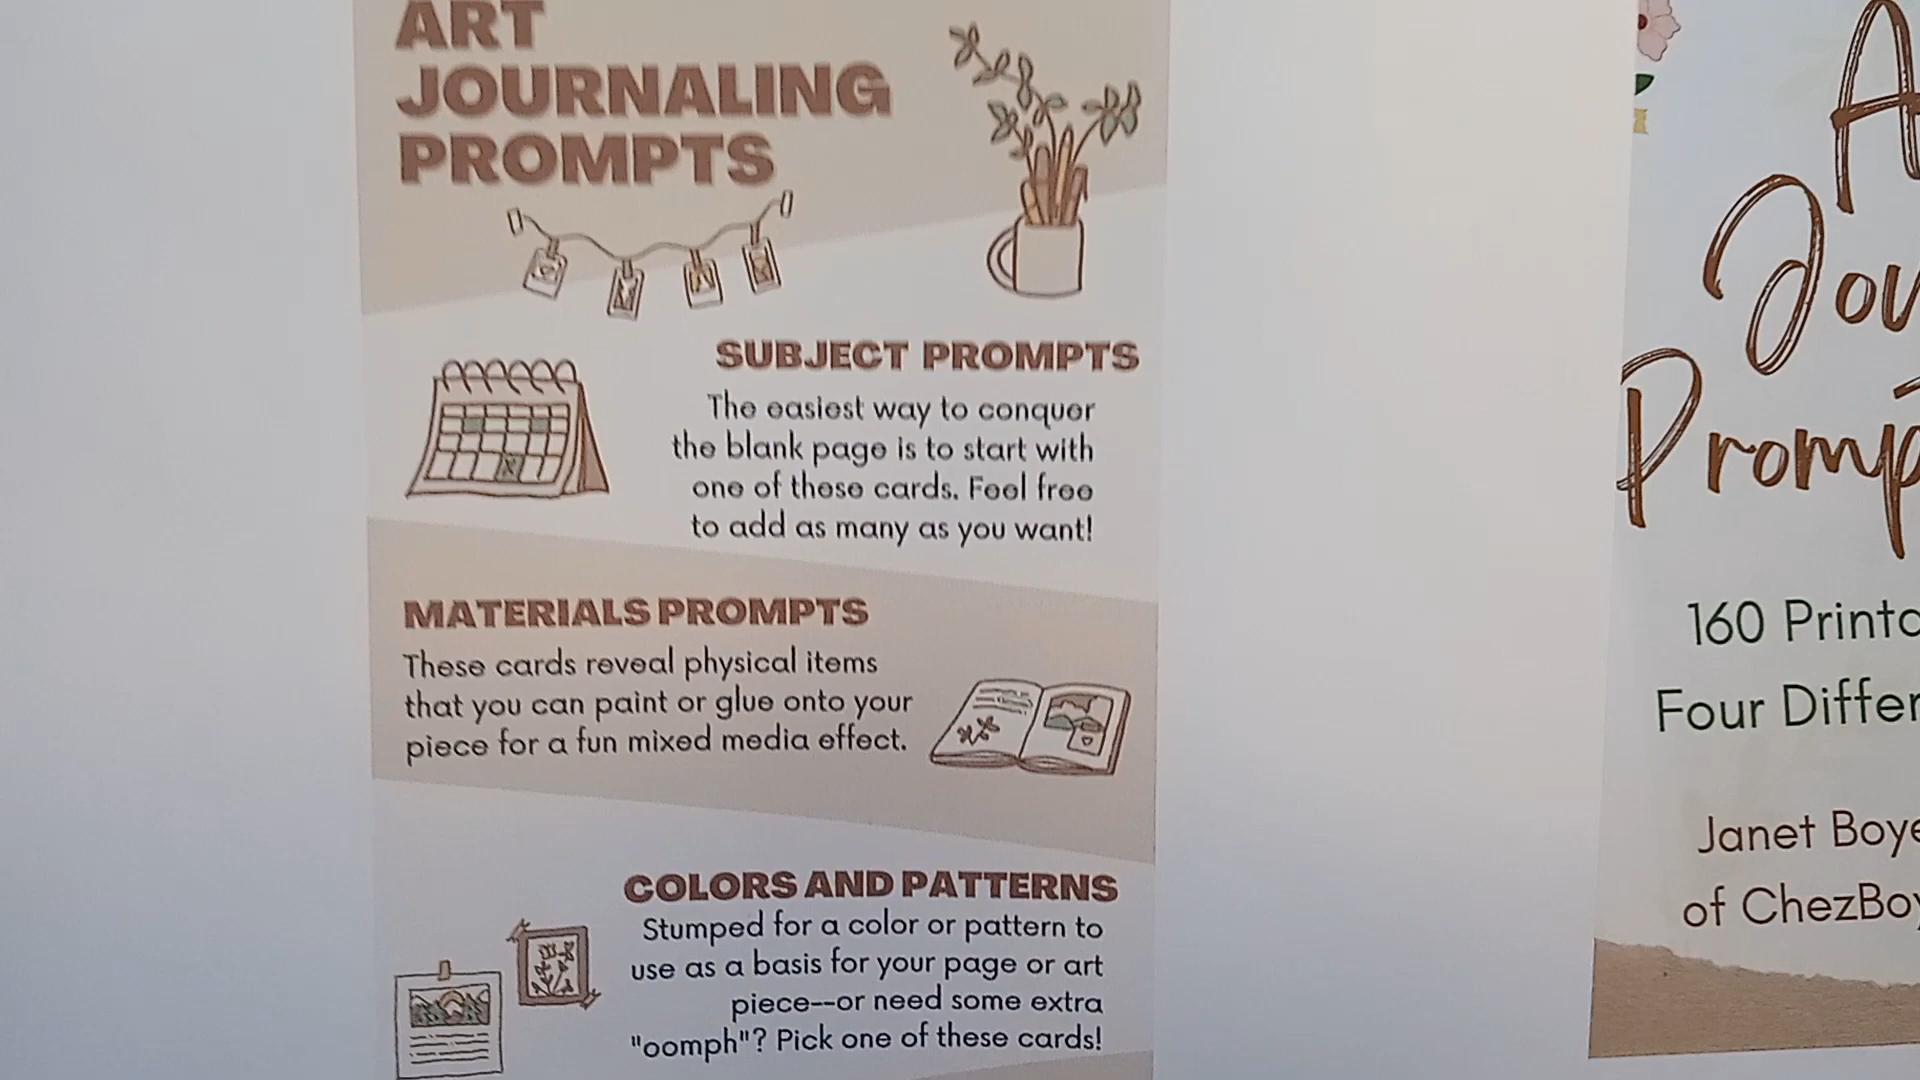 ART
JOURNALING
PROMPTS
SUBJECT PROMPTS
The easiest way to conquer
the blank page is to start with
one of these cards. Feel free
to add as many as you want!
MATERIALS PROMPTS
These cards reveal physical items
that you can paint or glue onto your
piece for a fun mixed media effect.
COLORS AND PATTERNS
Stumped for a color or pattern to
use as a basis for your page or art
piece--or need some extra
"oomph"? Pick one of these cards!
160
Four
Janet
of